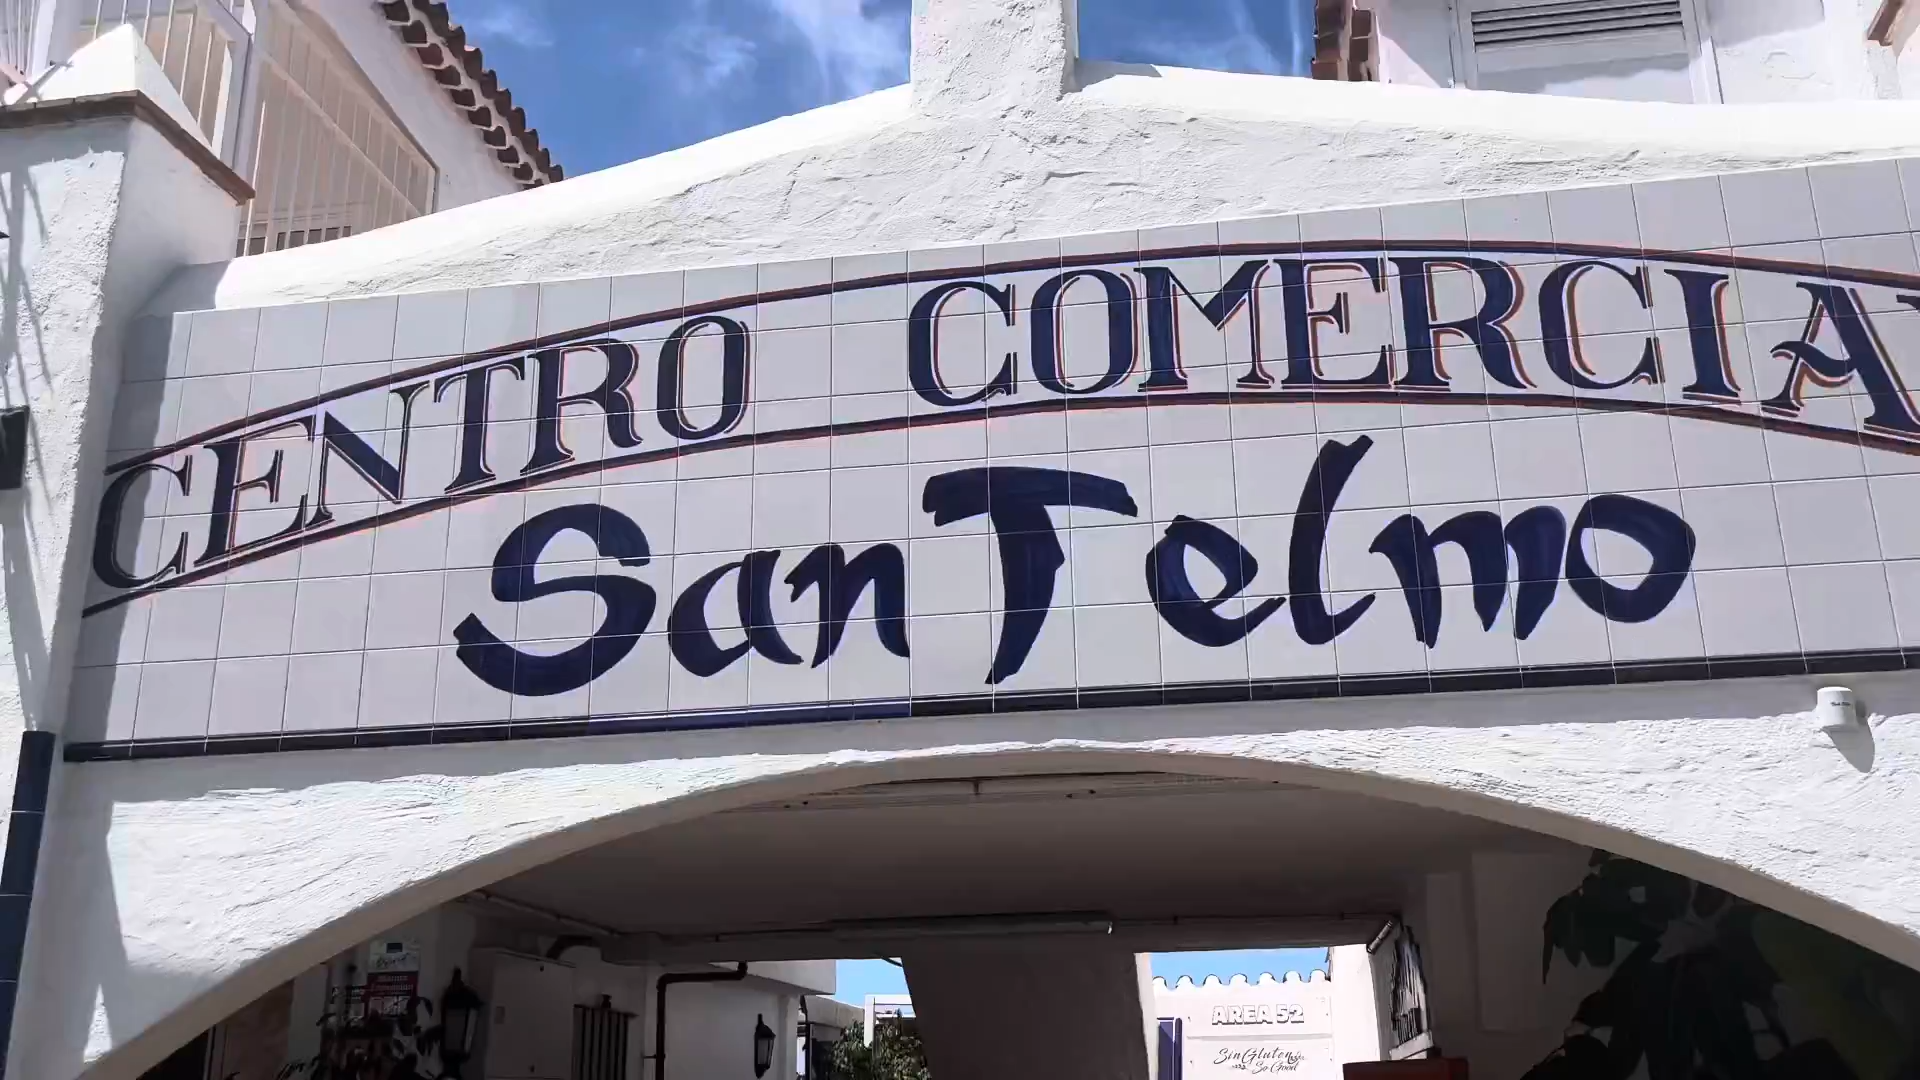 CENTRO COMERCIA
San Telmo
AREA 52
Sin Gluten
So Good